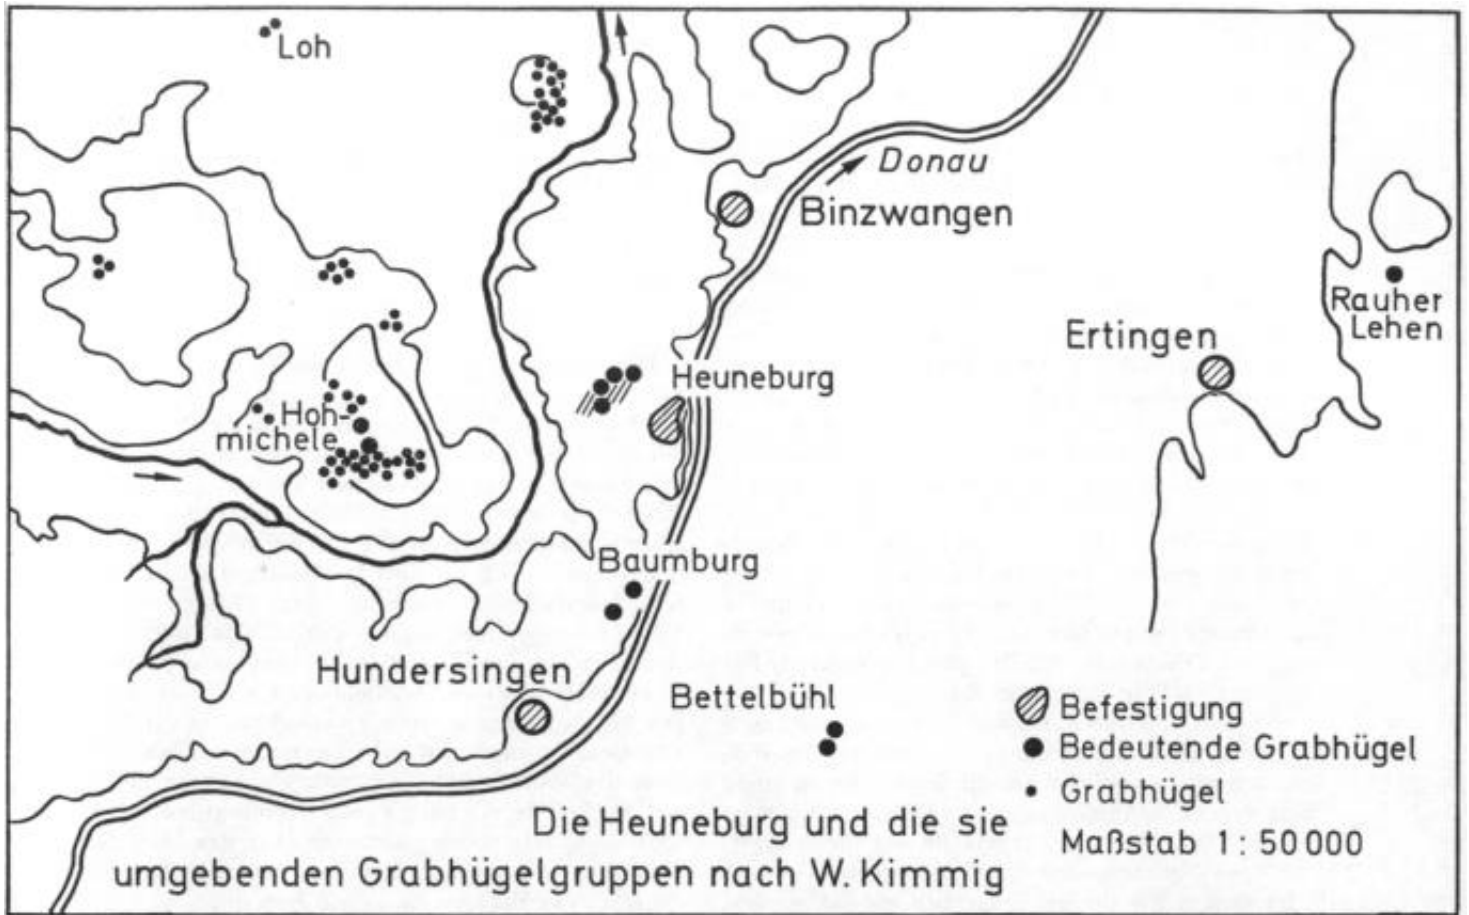 Loh
Donau
Binzwangen
Rauher
Lehen
Ertingen
Heuneburg
Hoh-
michele
Baumburg
Hundersingen
Bettelbühl
Befestigung
Bedeutende Grabhügel
Grabhügel
Maßstab 1 : 50 000
Die Heuneburg und die sie
umgebenden Grabhügelgruppen nach W. Kimmig